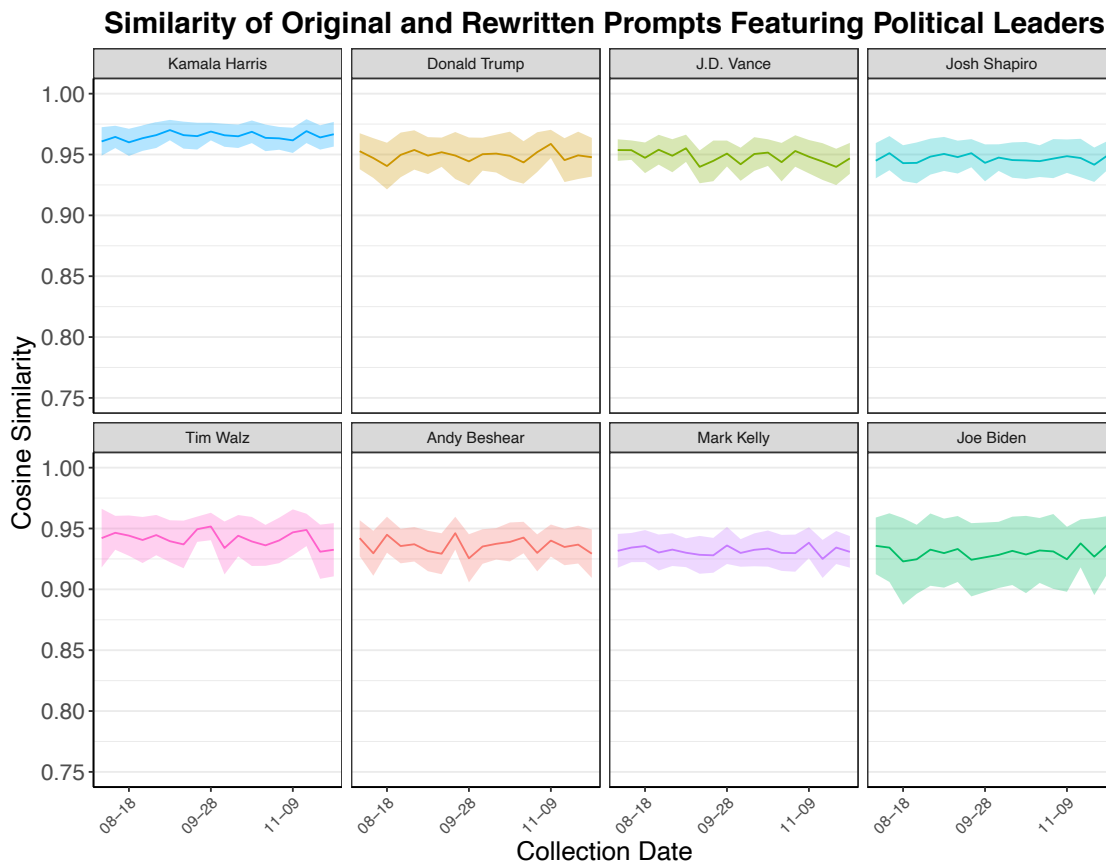 Similarity of Original and Rewritten Prompts Featuring Political Leaders
Kamala Harris
Donald Trump
J.D. Vance
Josh Shapiro
1.00
0.95
0.90
0.85
0.80
0.75
Tim Walz
Andy Beshear
Mark Kelly
Joe Biden
1.00
0.95
0.90
0.85
0.80
0.75
Cosine Similarity
08−18
09−28
11−09
08−18
09−28
11−09
08−18
09−28
11−09
08−18
09−28
11−09
Collection Date